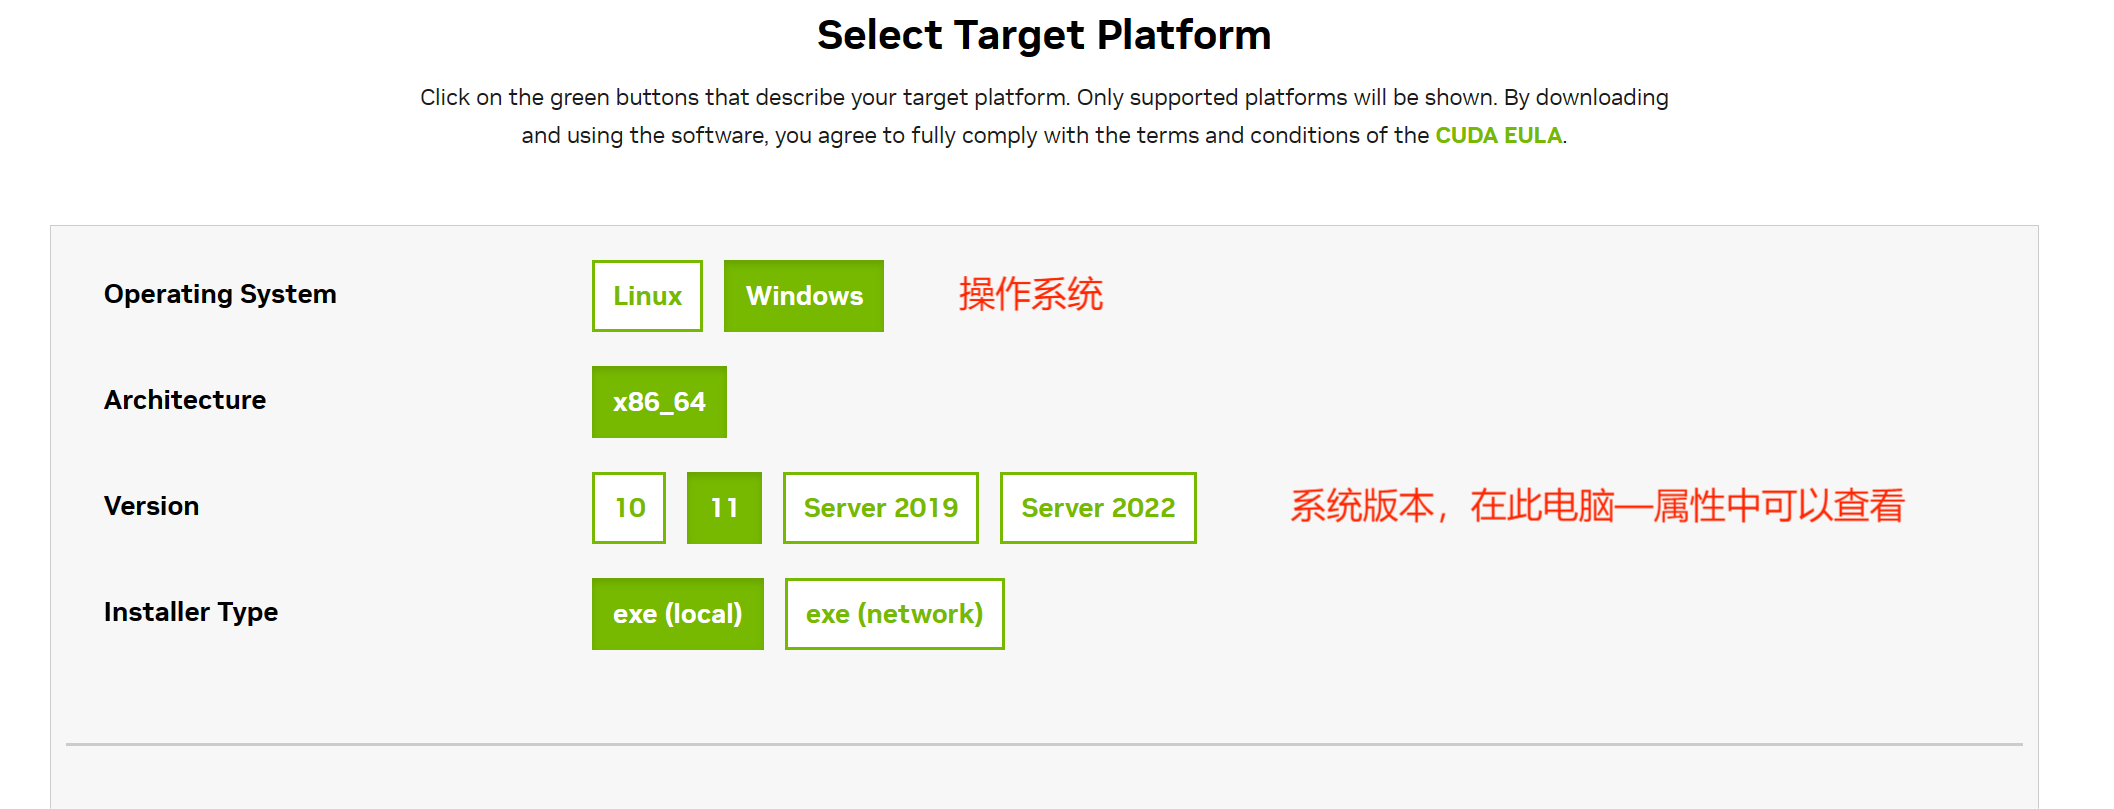 Select Target Platform
Click on the green buttons that describe your target platform. Only supported platforms will be shown. By downloading
and using the software, you agree to fully comply with the terms and conditions of the CUDA EULA.
Operating System Linux Windows 操作系统
Architecture x86_64
Version 10 11 Server 2019 Server 2022 系统版本，在此电脑—属性中可以查看
Installer Type exe (local) exe (network)